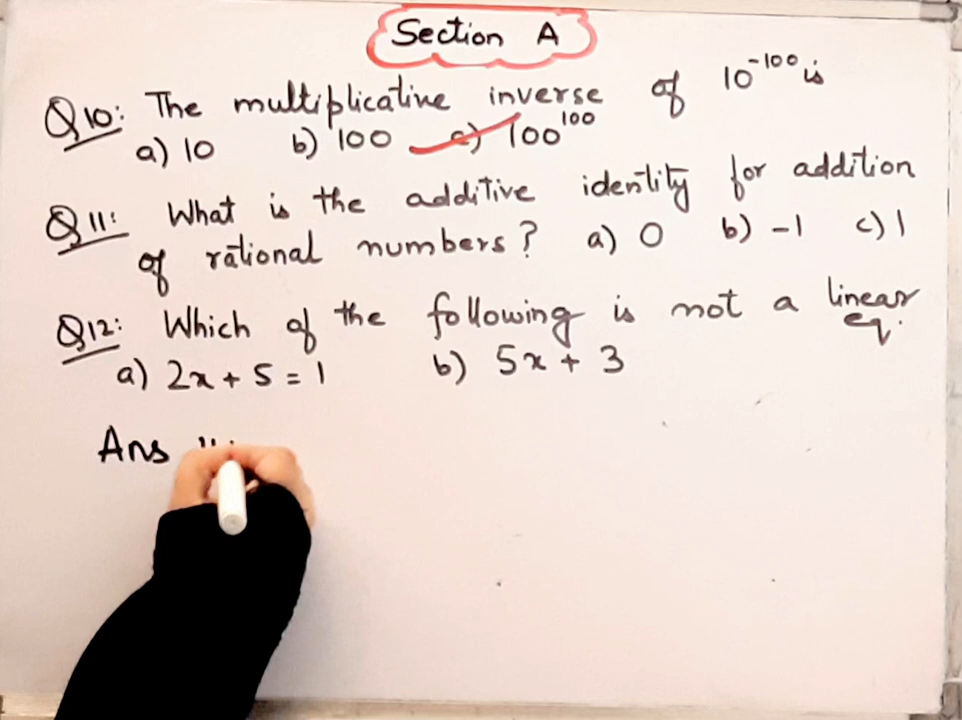 Section A
Q10: The multiplicative inverse of 10⁻¹⁰⁰ is
a) 10 b) 100 c) 100¹⁰⁰
Q11: What is the additive identity for addition
of rational numbers? a) 0 b) -1 c) 1
Q12: Which of the following is not a linear
eq.
a) 2x + 5 = 1 b) 5x + 3
Ans